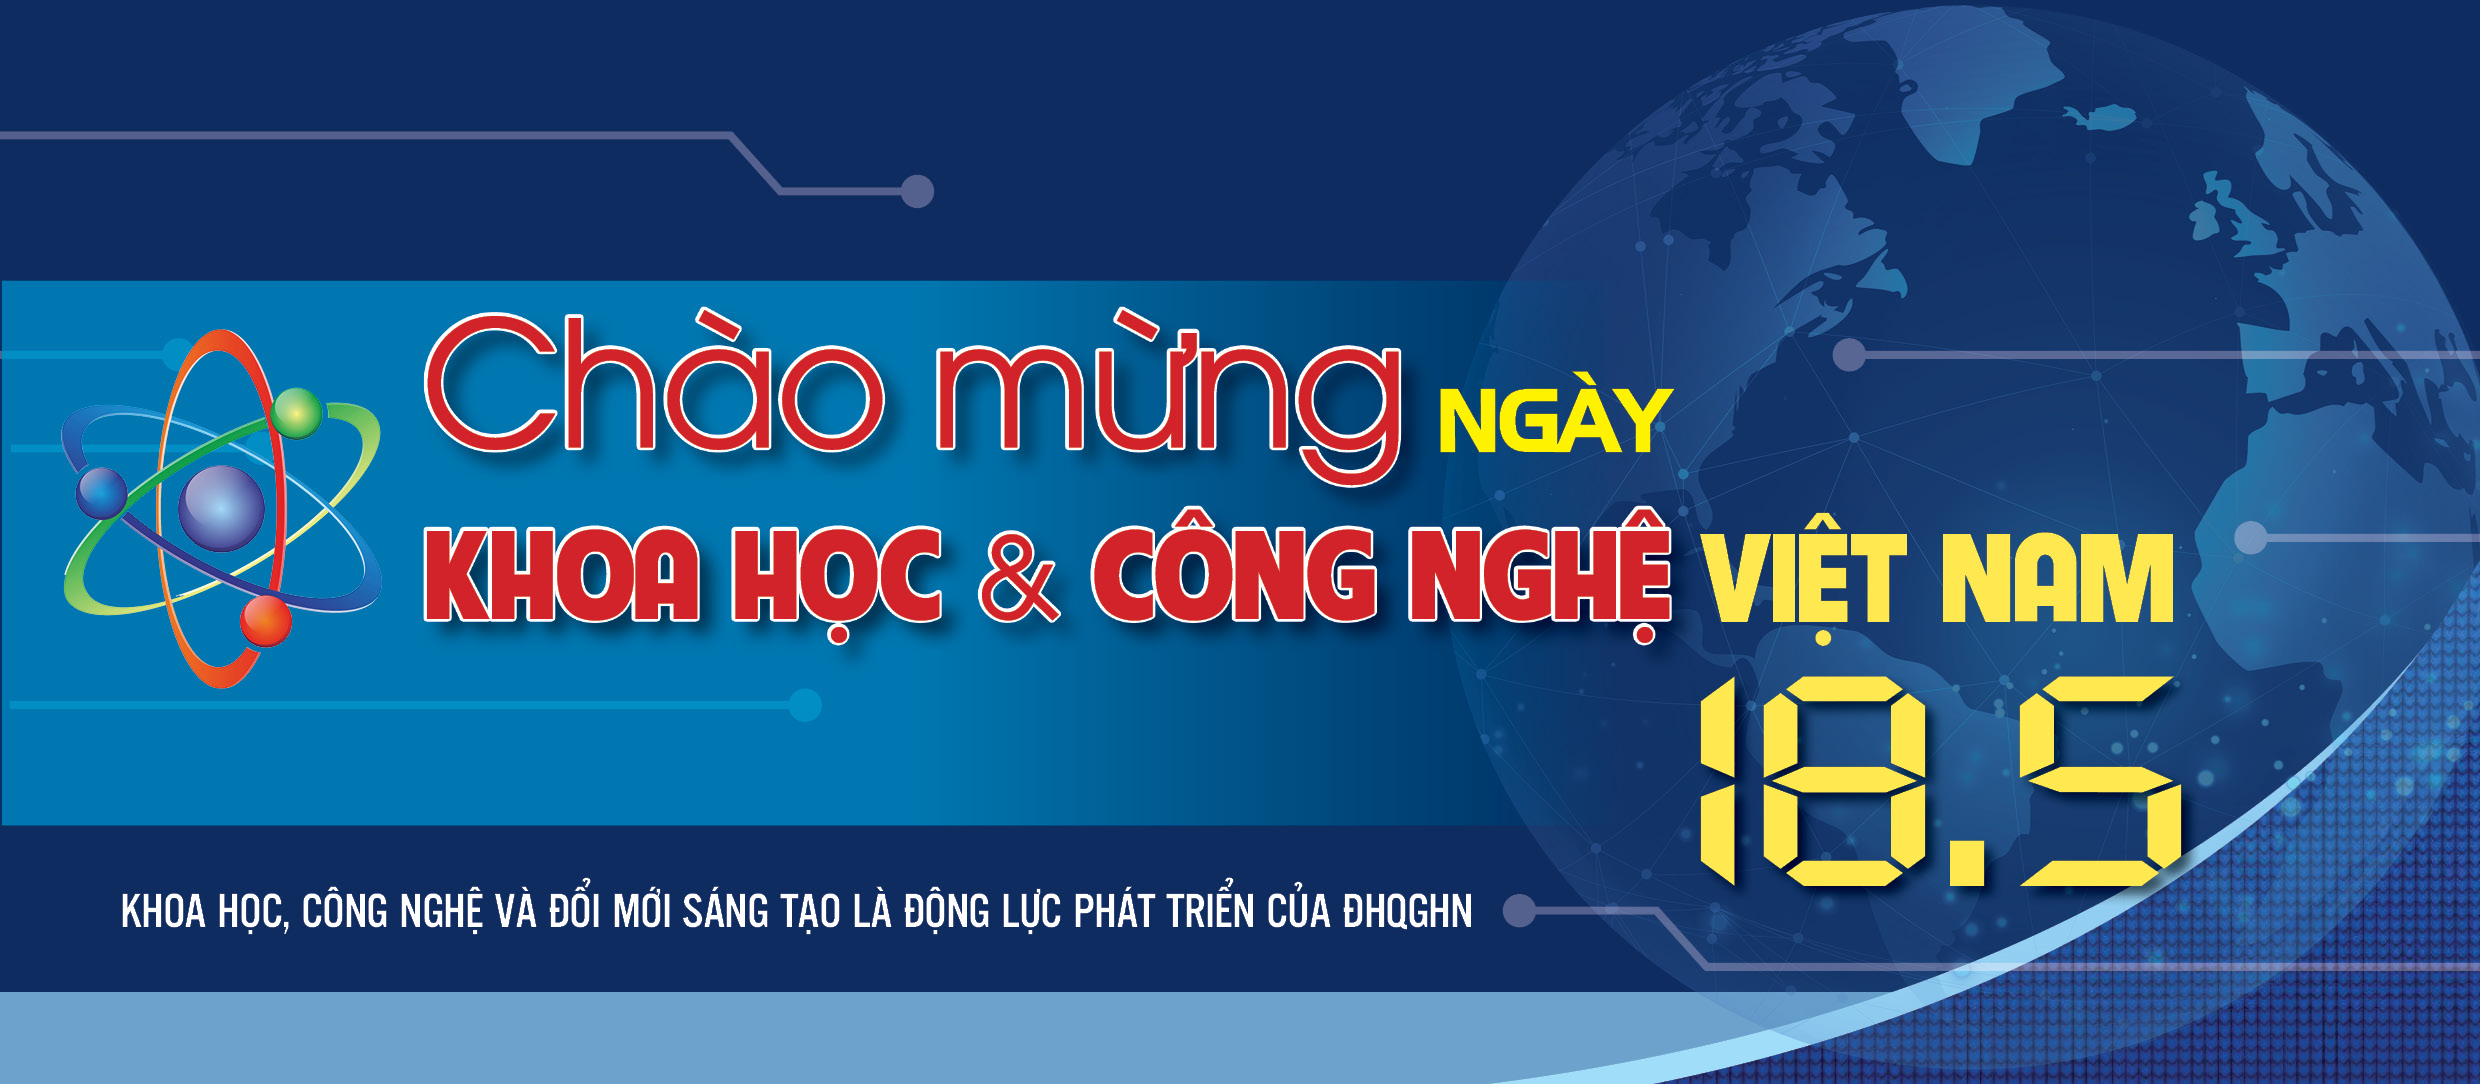 Chào mừng NGÀY
KHOA HỌC & CÔNG NGHỆ VIỆT NAM
18.5
KHOA HỌC, CÔNG NGHỆ VÀ ĐỔI MỚI SÁNG TẠO LÀ ĐỘNG LỰC PHÁT TRIỂN CỦA ĐHQGHN